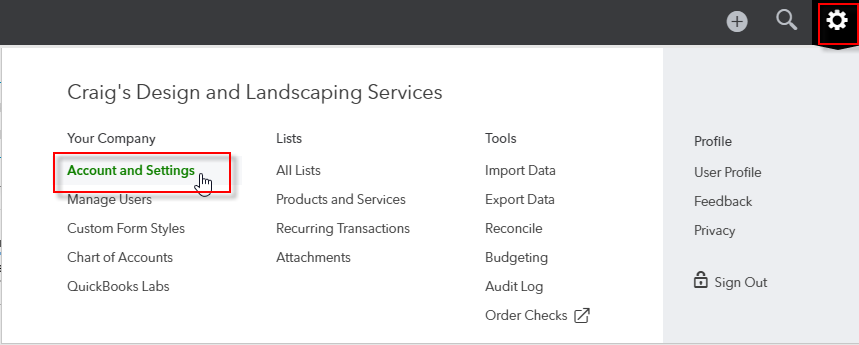 Craig's Design and Landscaping Services
Your Company
Account and Settings
Manage Users
Custom Form Styles
Chart of Accounts
QuickBooks Labs
Lists
All Lists
Products and Services
Recurring Transactions
Attachments
Tools
Import Data
Export Data
Reconcile
Budgeting
Audit Log
Order Checks
Profile
User Profile
Feedback
Privacy
Sign Out